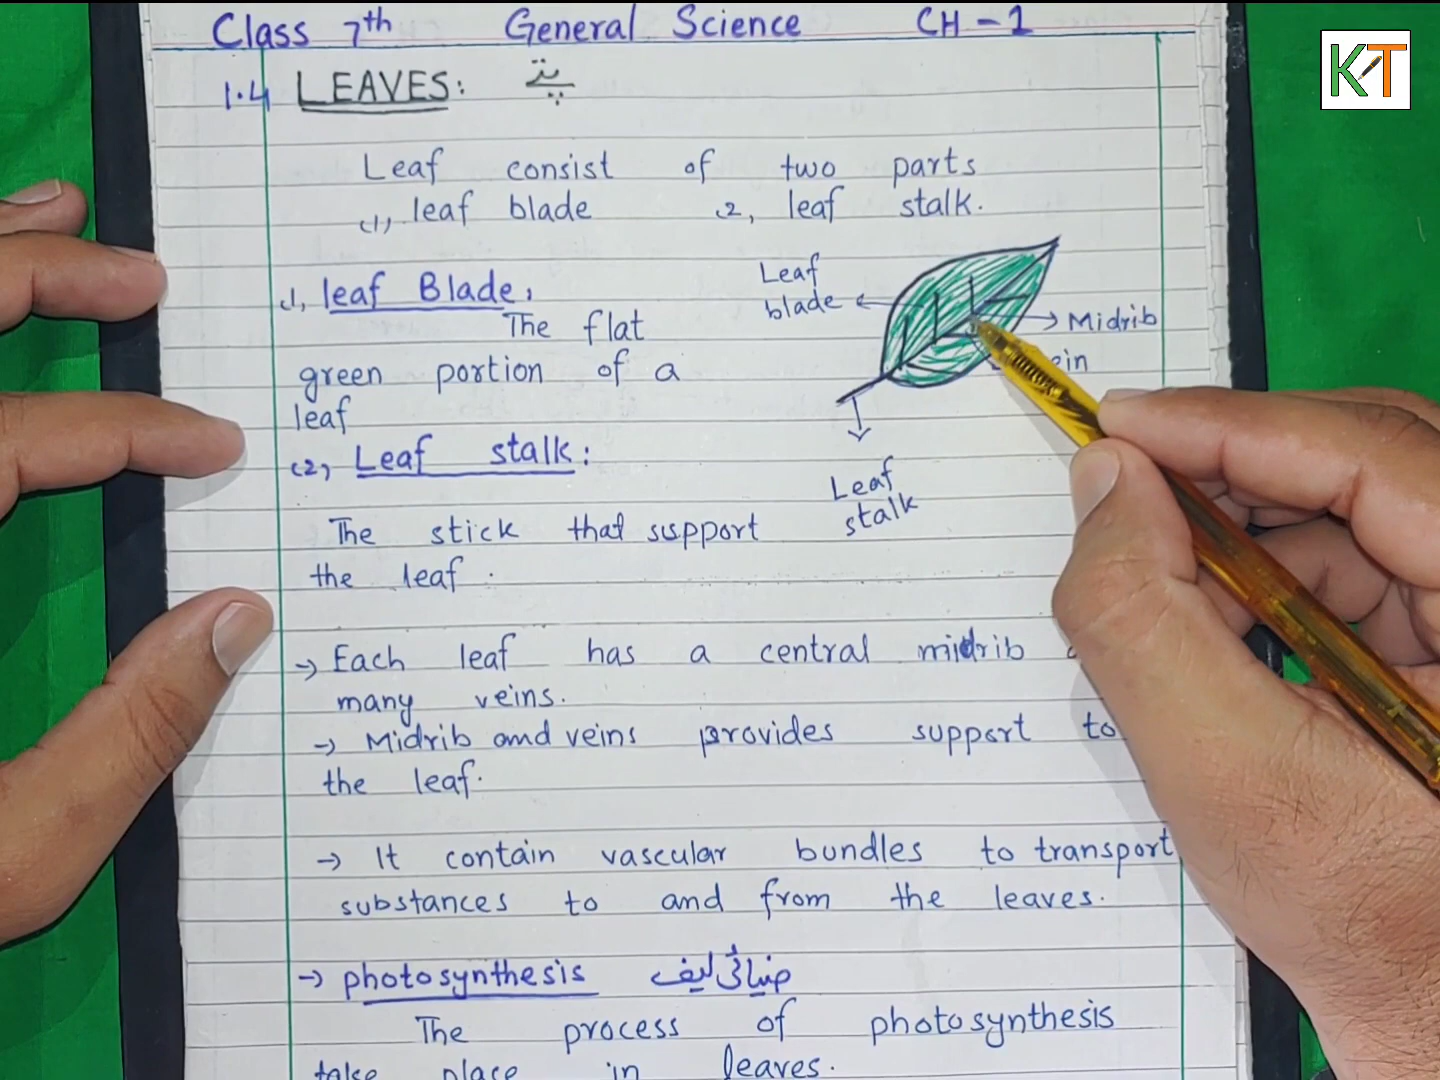 Class 7th General Science CH-1
1.4 LEAVES: پتے
Leaf consist of two parts
(1) leaf blade (2) leaf stalk.
(1) leaf Blade:
The flat
green portion of a
leaf
Leaf
blade
Midrib
ein
Leaf
stalk
(2) Leaf stalk:
The stick that support
the leaf.
→ Each leaf has a central midrib
many veins.
→ Midrib and veins provides support to
the leaf.
→ It contain vascular bundles to transport
substances to and from the leaves.
→ photosynthesis ضیائی تالیف
The process of photosynthesis
take place in leaves.
KT